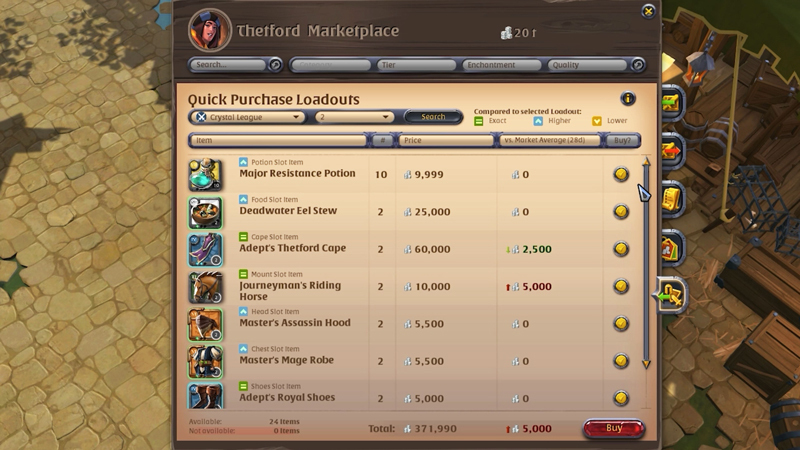 Thetford Marketplace
201
Search...
Tier
Enchantment
Quality
Quick Purchase Loadouts
Crystal League
2
Search
Compared to selected Loadout:
Exact
Higher
Lower
Item
#
Price
vs. Market Average (28d)
Buy?
Potion Slot Item
Major Resistance Potion
10
9,999
0
Food Slot Item
Deadwater Eel Stew
2
25,000
0
Cape Slot Item
Adept's Thetford Cape
2
60,000
2,500
Mount Slot Item
Journeyman's Riding
Horse
2
10,000
5,000
Head Slot Item
Master's Assassin Hood
2
5,500
0
Chest Slot Item
Master's Mage Robe
2
5,500
0
Shoes Slot Item
Adept's Royal Shoes
2
5,000
0
Available:
24 Items
Not available:
0 Items
Total:
371,990
5,000
Buy